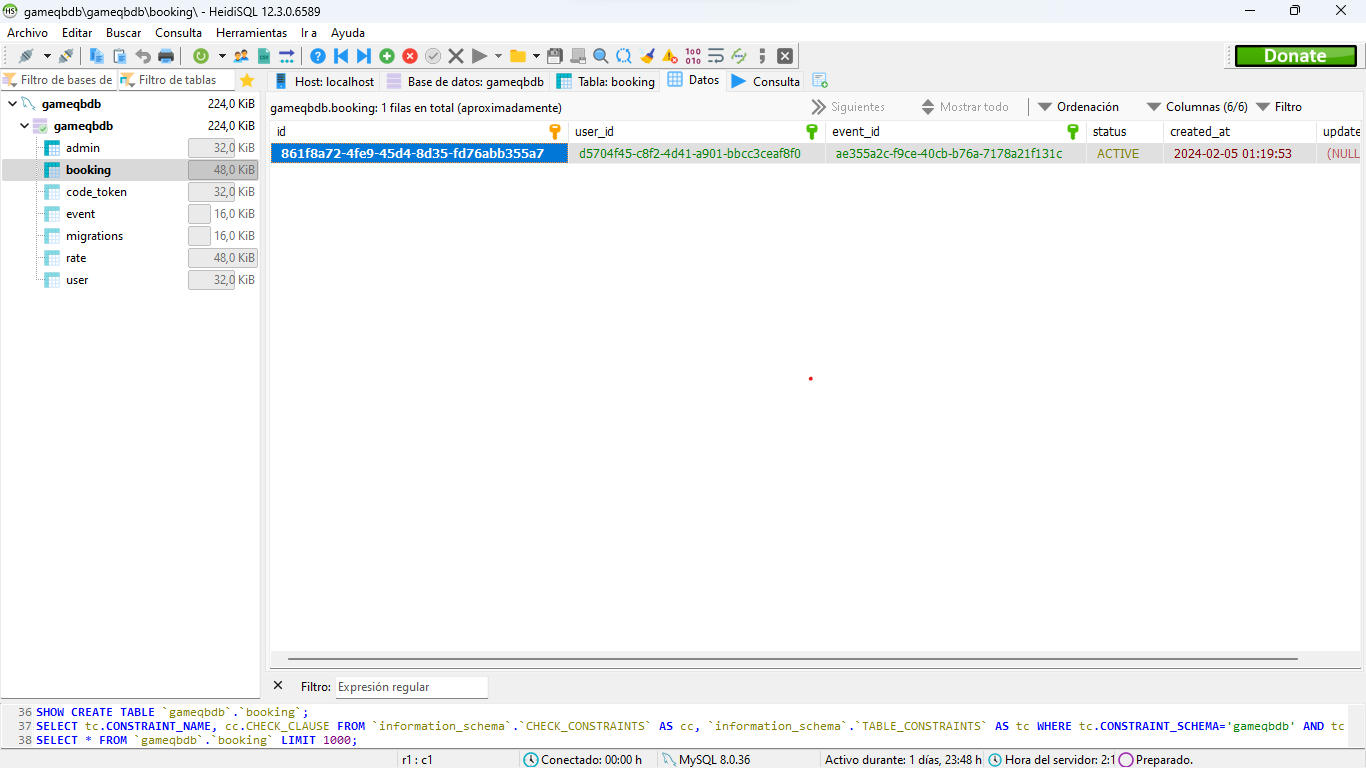 gameqbdb\gameqbdb\booking\ - HeidiSQL 12.3.0.6589
Archivo Editar Buscar Consulta Herramientas Ir a Ayuda
Donate
Filtro de bases de Filtro de tablas Host: localhost Base de datos: gameqbdb Tabla: booking Datos Consulta
gameqbdb 224,0 KiB
gameqbdb 224,0 KiB
admin 32,0 KiB
booking 48,0 KiB
code_token 32,0 KiB
event 16,0 KiB
migrations 16,0 KiB
rate 48,0 KiB
user 32,0 KiB
gameqbdb.booking: 1 filas en total (aproximadamente) Siguientes Mostrar todo Ordenación Columnas (6/6) Filtro
id user_id event_id status created_at update
861f8a72-4fe9-45d4-8d35-fd76abb355a7 d5704f45-c8f2-4d41-a901-bbcc3ceaf8f0 ae355a2c-f9ce-40cb-b76a-7178a21f131c ACTIVE 2024-02-05 01:19:53 (NULL
Filtro: Expresión regular
36 SHOW CREATE TABLE `gameqbdb`.`booking`;
37 SELECT tc.CONSTRAINT_NAME, cc.CHECK_CLAUSE FROM `information_schema`.`CHECK_CONSTRAINTS` AS cc, `information_schema`.`TABLE_CONSTRAINTS` AS tc WHERE tc.CONSTRAINT_SCHEMA='gameqbdb' AND tc
38 SELECT * FROM `gameqbdb`.`booking` LIMIT 1000;
r1 : c1 Conectado: 00:00 h MySQL 8.0.36 Activo durante: 1 días, 23:48 h Hora del servidor: 2:1 Preparado.